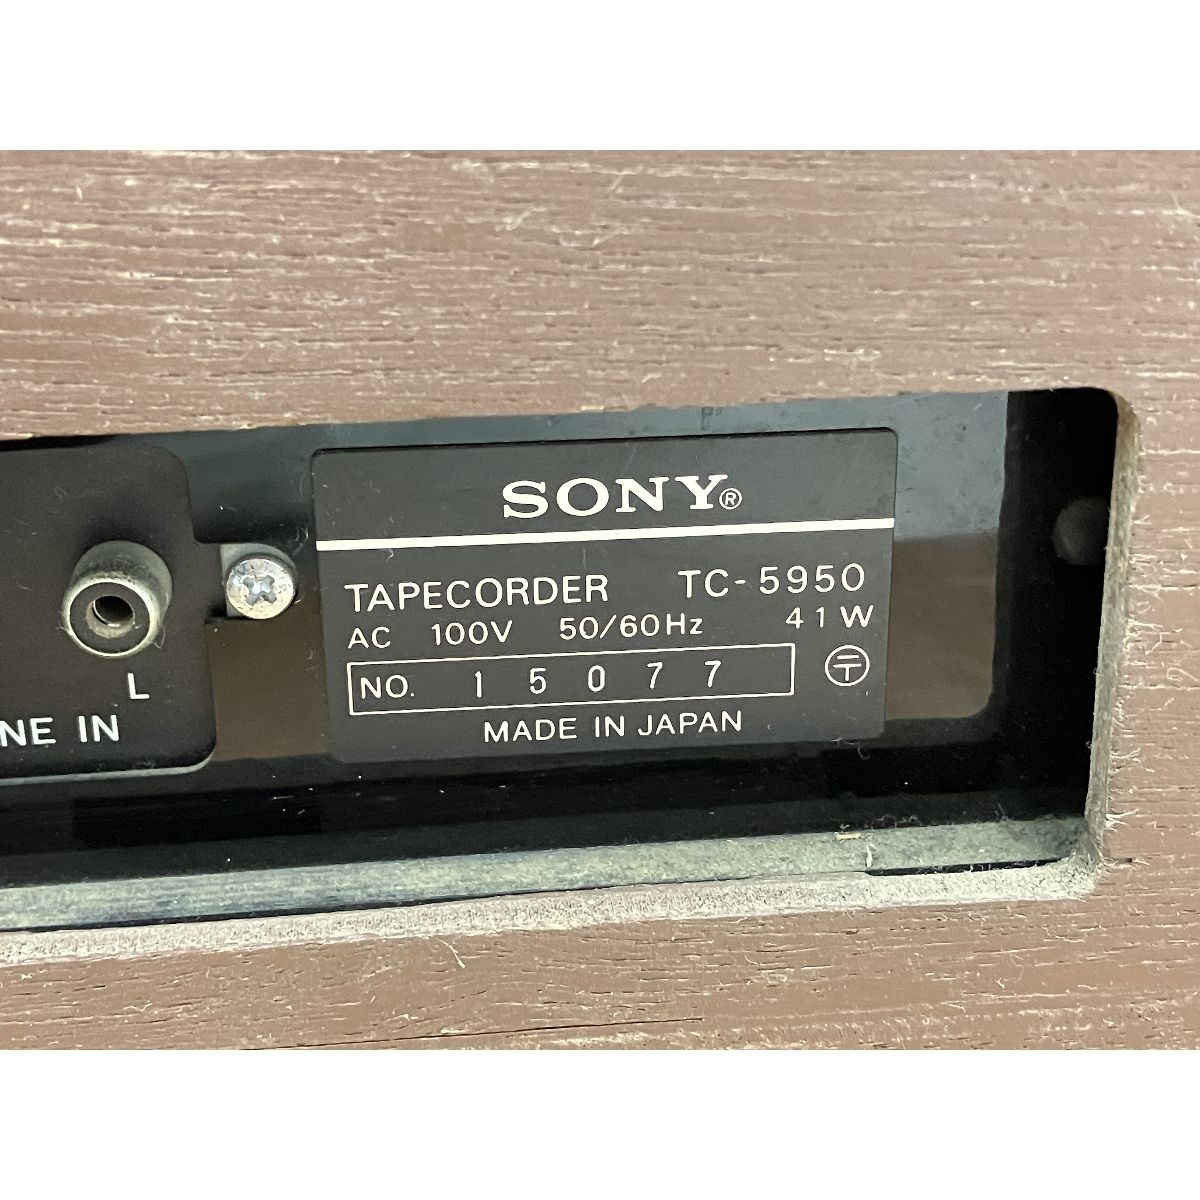 SONY®
TAPECORDER TC-5950
AC 100V 50/60Hz 41W
NO. 15077 〒
MADE IN JAPAN
L
NE IN